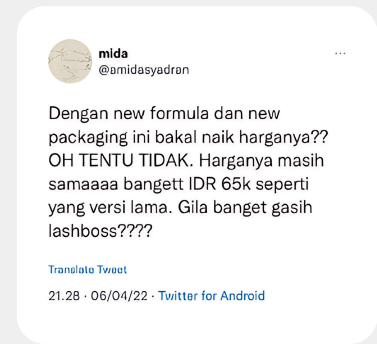 mida
@amidasyadran
Dengan new formula dan new
packaging ini bakal naik harganya??
OH TENTU TIDAK. Harganya masih
samaaaa bangett IDR 65k seperti
yang versi lama. Gila banget gasih
lashboss????
Translate Tweet
21.28 · 06/04/22 · Twitter for Android